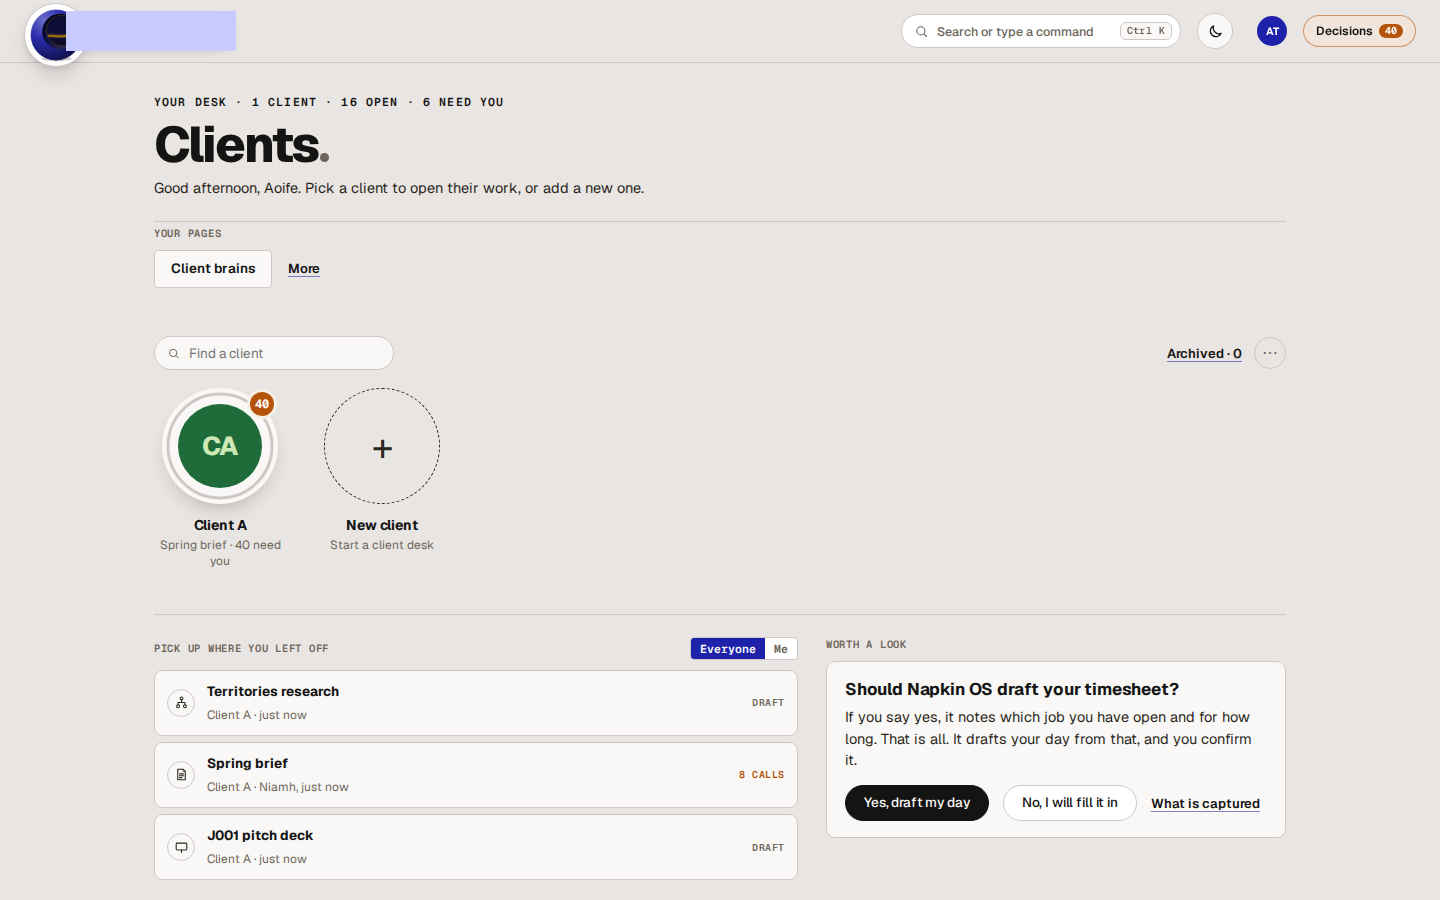 Search or type a command
Ctrl K
AT
Decisions 40
YOUR DESK · 1 CLIENT · 16 OPEN · 6 NEED YOU
Clients.
Good afternoon, Aoife. Pick a client to open their work, or add a new one.
YOUR PAGES
Client brains
More
Find a client
Archived · 0
40
CA
+
Client A
Spring brief · 40 need
you
New client
Start a client desk
PICK UP WHERE YOU LEFT OFF
Everyone
Me
Territories research
Client A · just now
DRAFT
Spring brief
Client A · Niamh, just now
8 CALLS
J001 pitch deck
Client A · just now
DRAFT
WORTH A LOOK
Should Napkin OS draft your timesheet?
If you say yes, it notes which job you have open and for how
long. That is all. It drafts your day from that, and you confirm
it.
Yes, draft my day
No, I will fill it in
What is captured